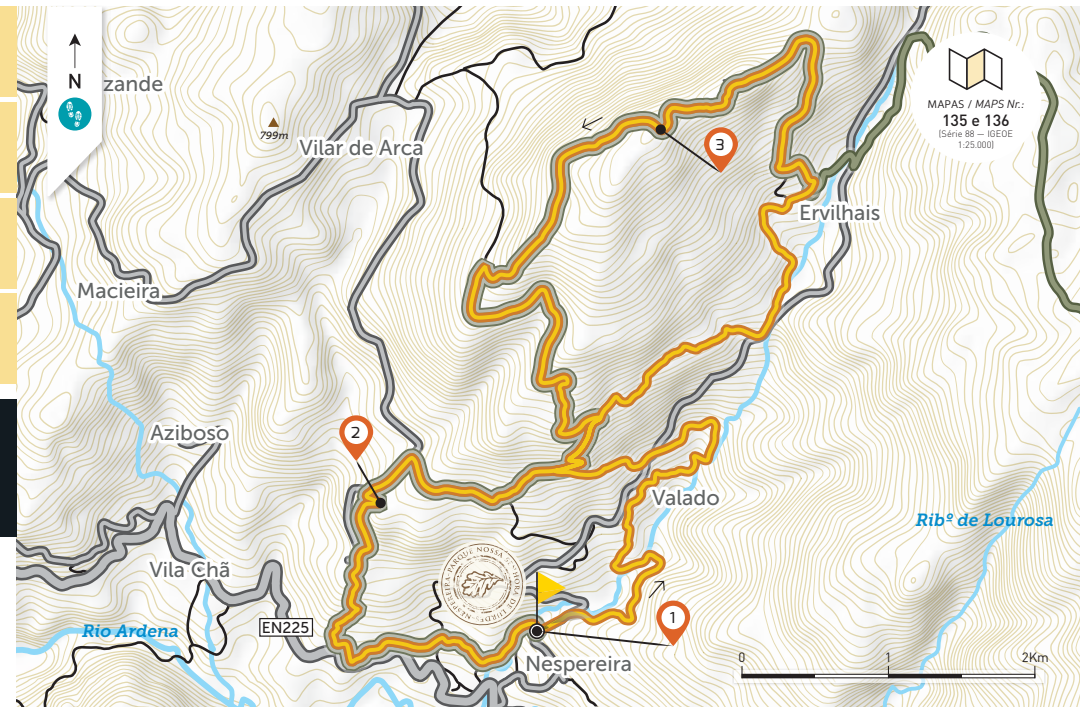 N
zande
799m
Vilar de Arca
MAPAS / MAPS Nr.:
135 e 136
(Série 88 — IGEOE
1:25.000)
3
Ervilhais
Macieira
2
Aziboso
Valado
Ribº de Lourosa
Vila Chã
EN225
Rio Ardena
1
Nespereira
0 1 2Km